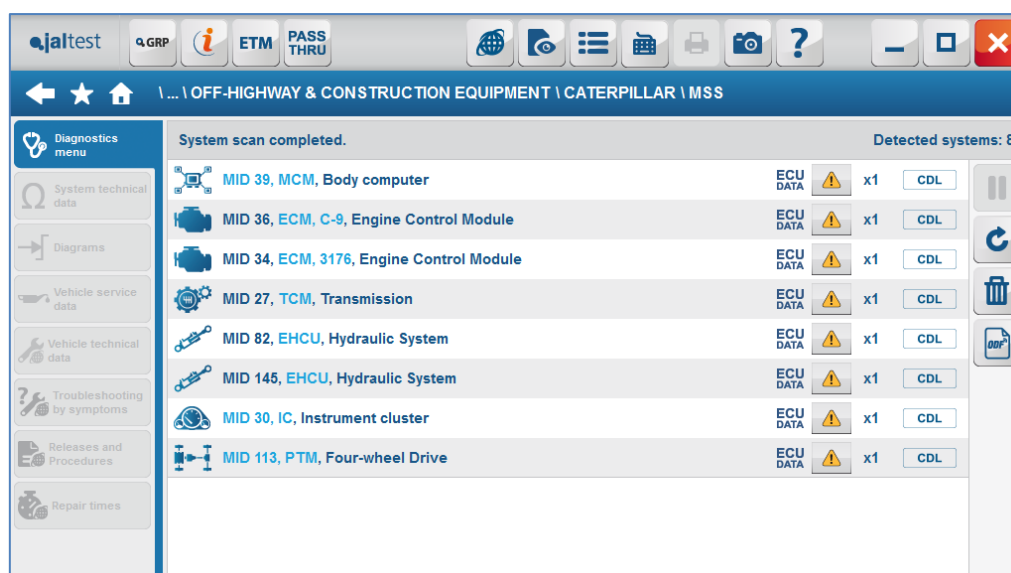 jaltest GRP i ETM PASS THRU ?
\ ... \ OFF-HIGHWAY & CONSTRUCTION EQUIPMENT \ CATERPILLAR \ MSS
Diagnostics menu
System technical data
Diagrams
Vehicle service data
Vehicle technical data
Troubleshooting by symptoms
Releases and Procedures
Repair times
System scan completed. Detected systems: 8
MID 39, MCM, Body computer ECU DATA x1 CDL
MID 36, ECM, C-9, Engine Control Module ECU DATA x1 CDL
MID 34, ECM, 3176, Engine Control Module ECU DATA x1 CDL
MID 27, TCM, Transmission ECU DATA x1 CDL
MID 82, EHCU, Hydraulic System ECU DATA x1 CDL
MID 145, EHCU, Hydraulic System ECU DATA x1 CDL
MID 30, IC, Instrument cluster ECU DATA x1 CDL
MID 113, PTM, Four-wheel Drive ECU DATA x1 CDL
ODF